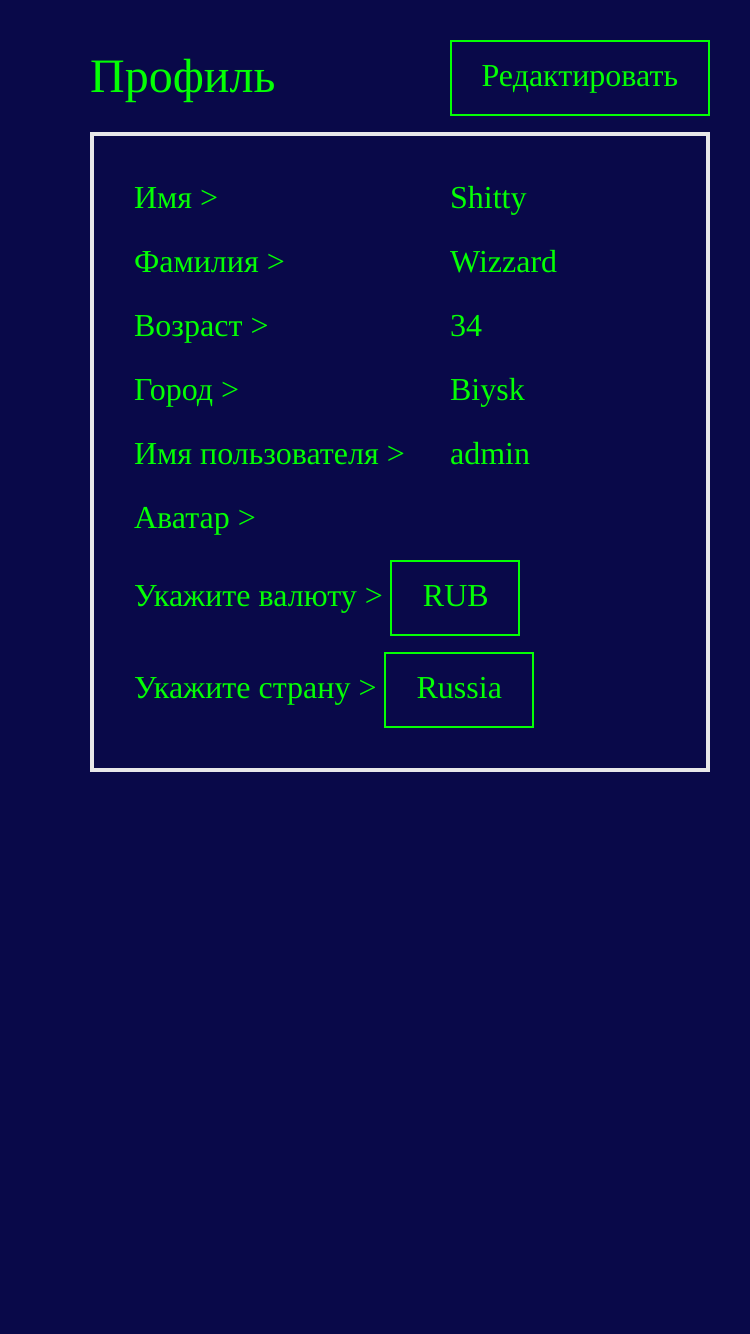 Профиль Редактировать
Имя > Shitty
Фамилия > Wizzard
Возраст > 34
Город > Biysk
Имя пользователя > admin
Аватар >
Укажите валюту > RUB
Укажите страну > Russia